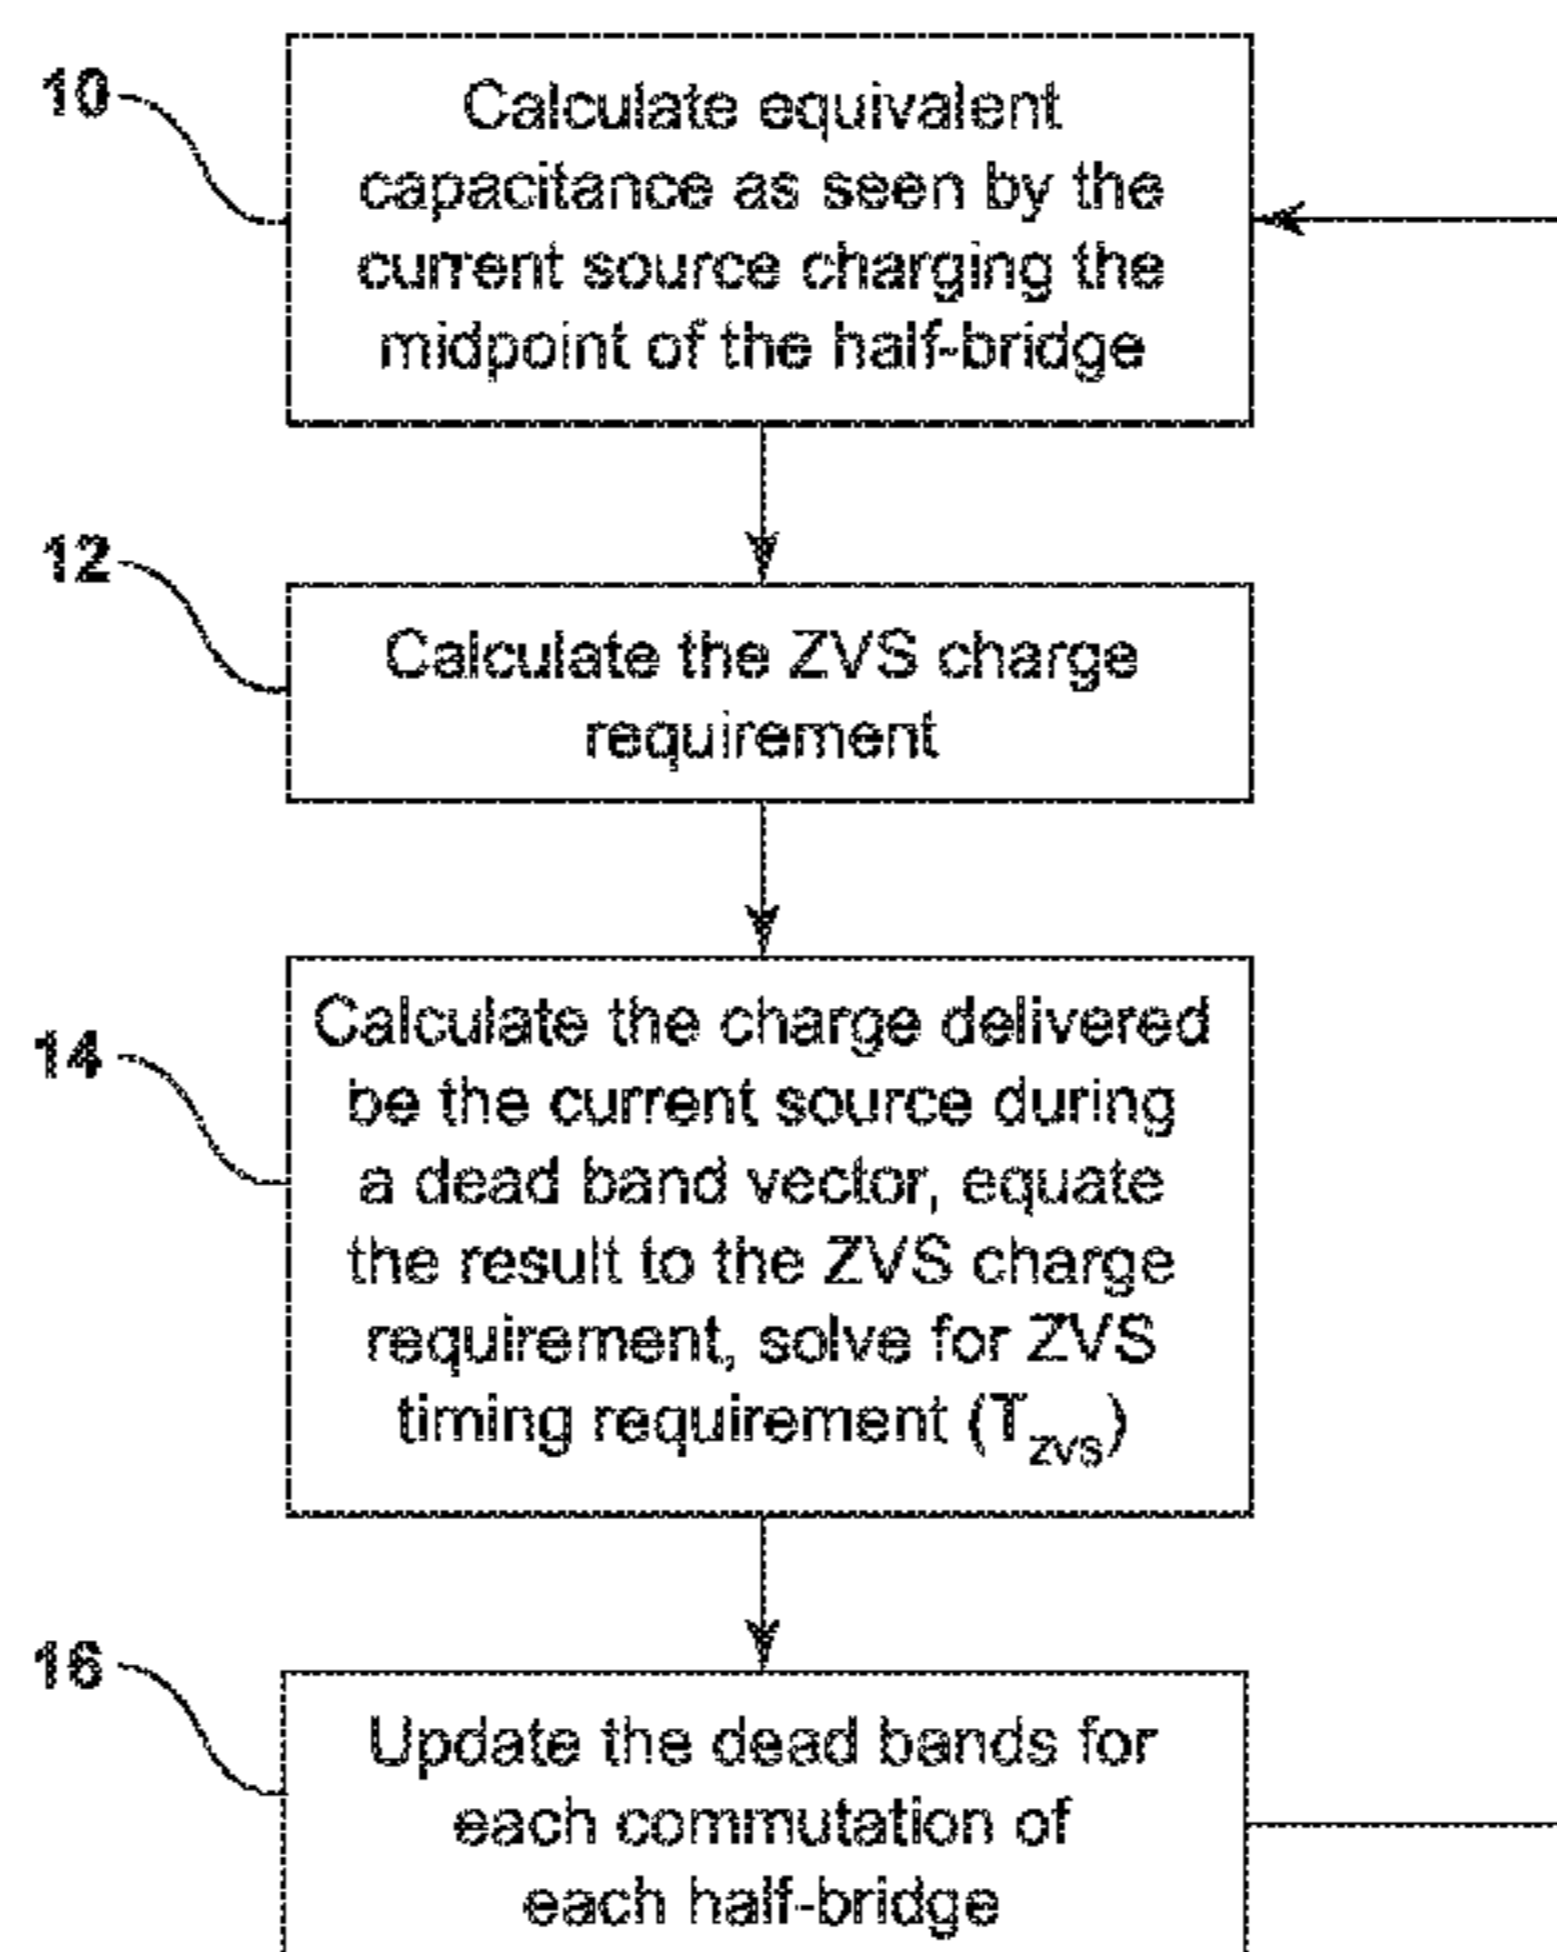 10
Calculate equivalent
capacitance as seen by the
current source charging the
midpoint of the half-bridge
12
Calculate the ZVS charge
requirement
14
Calculate the charge delivered
be the current source during
a dead band vector, equate
the result to the ZVS charge
requirement, solve for ZVS
timing requirement (Tzvs)
16
Update the dead bands for
each commutation of
each half-bridge